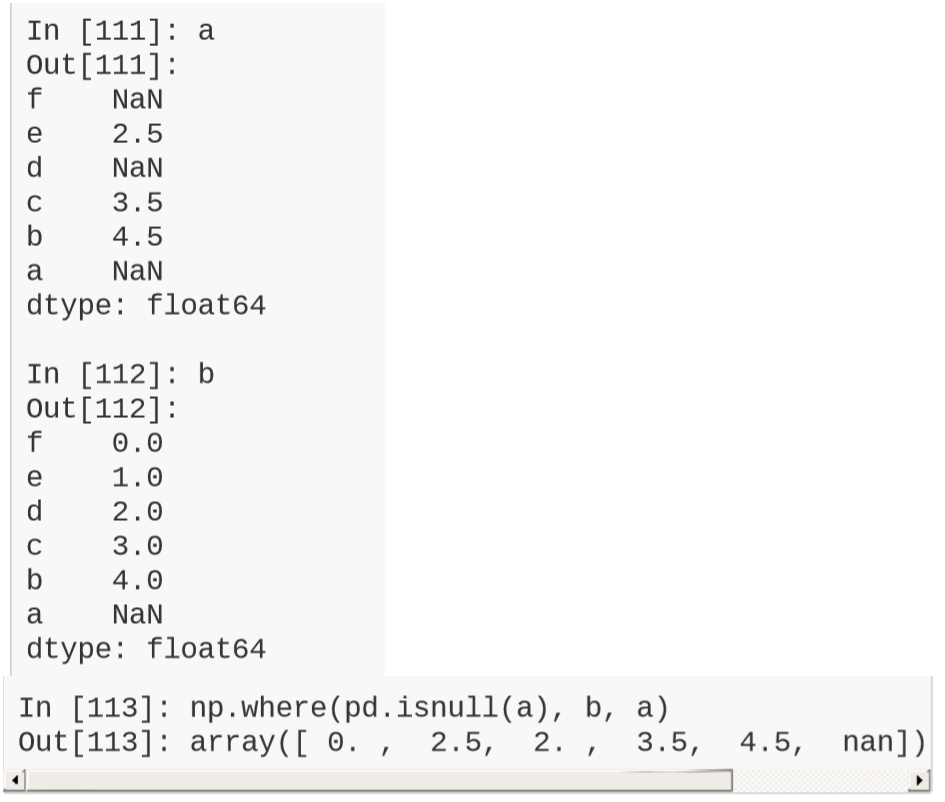 In [111]: a
Out[111]:
f    NaN
e    2.5
d    NaN
c    3.5
b    4.5
a    NaN
dtype: float64
In [112]: b
Out[112]:
f    0.0
e    1.0
d    2.0
c    3.0
b    4.0
a    NaN
dtype: float64
In [113]: np.where(pd.isnull(a), b, a)
Out[113]: array([ 0. ,  2.5,  2. ,  3.5,  4.5,  nan])